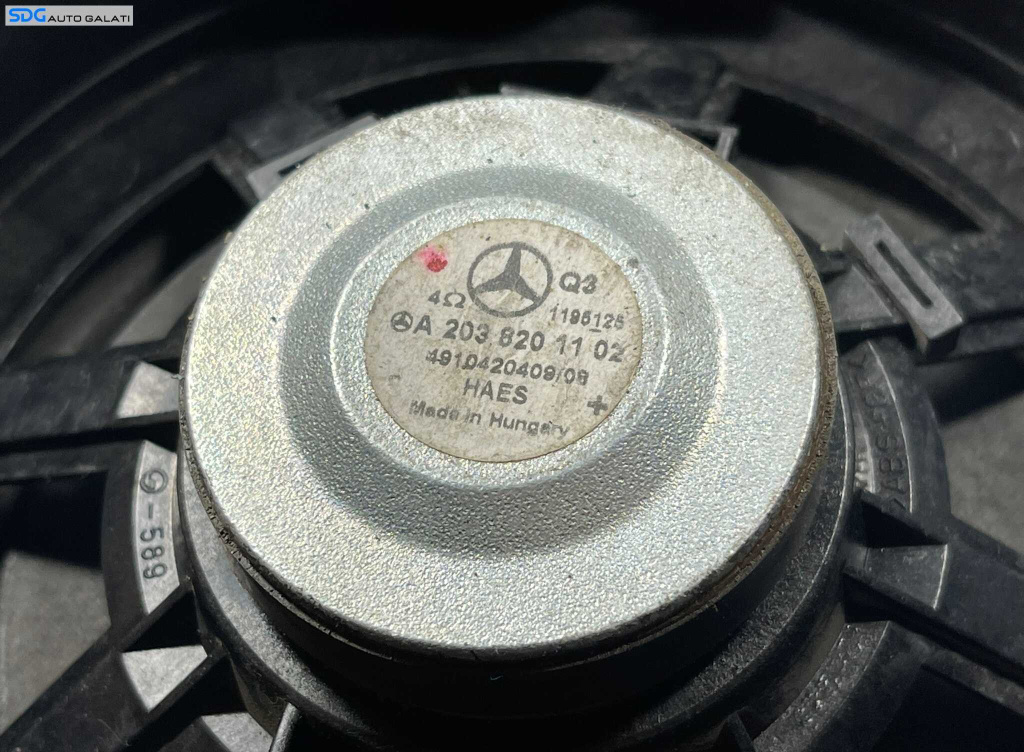 SDG AUTO GALATI
Q3
4Ω
1195125
A 203 820 11 02
4910420409/08
HAES
Made in Hungary
+
-589